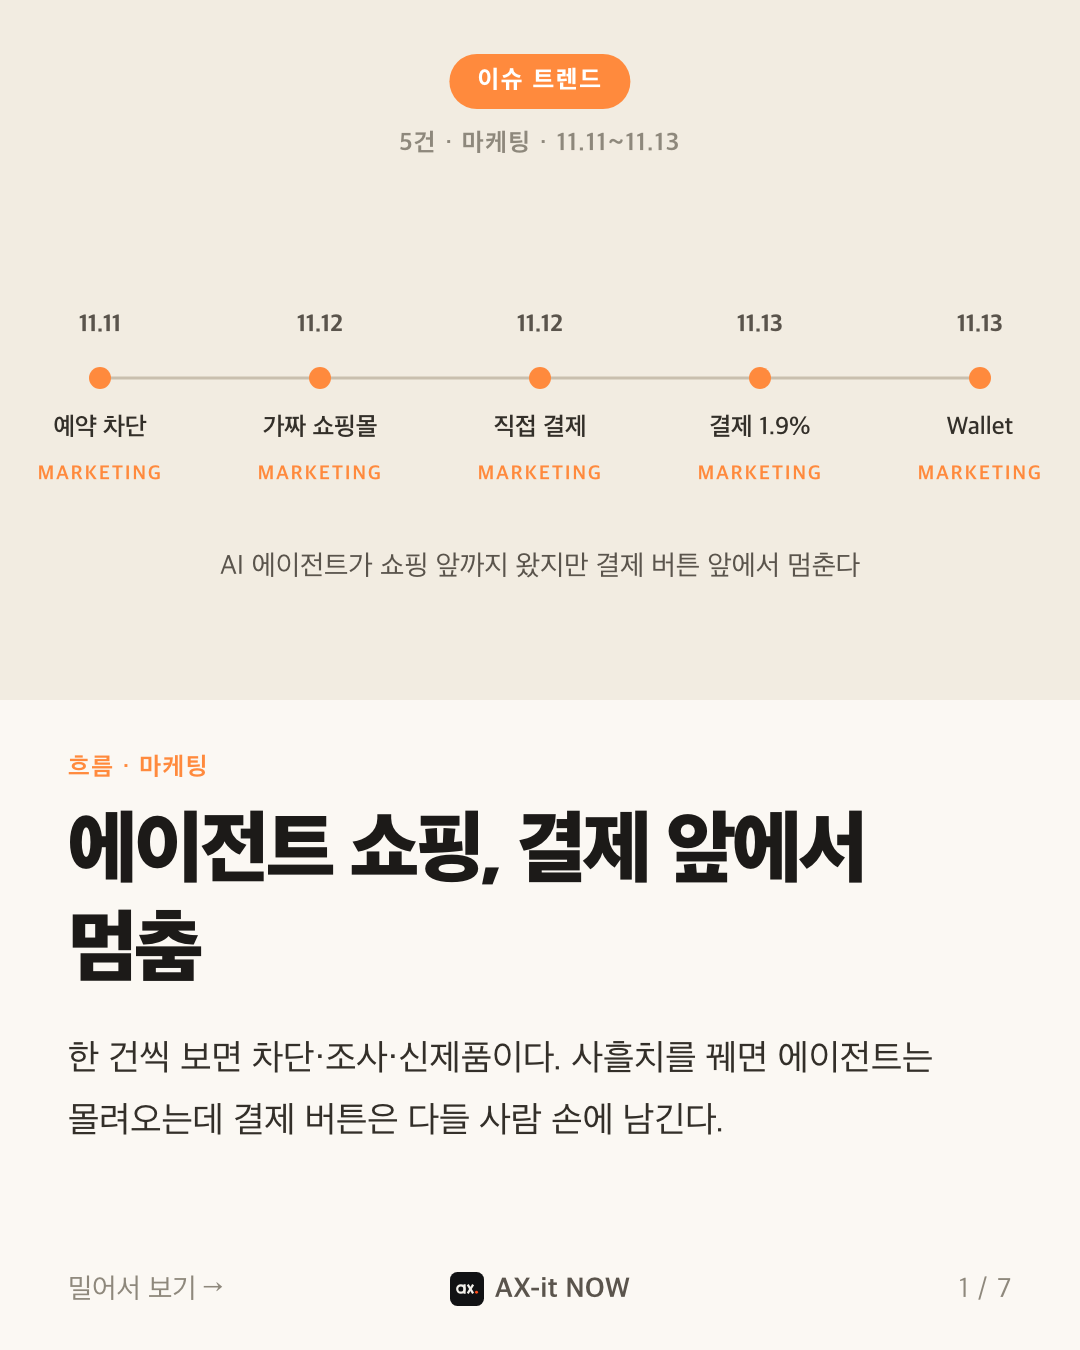 이슈 트렌드
5건 · 마케팅 · 11.11~11.13
11.11 11.12 11.12 11.13 11.13
예약 차단 가짜 쇼핑몰 직접 결제 결제 1.9% Wallet
MARKETING MARKETING MARKETING MARKETING MARKETING
AI 에이전트가 쇼핑 앞까지 왔지만 결제 버튼 앞에서 멈춘다
흐름 · 마케팅
에이전트 쇼핑, 결제 앞에서
멈춤
한 건씩 보면 차단·조사·신제품이다. 사흘치를 꿰면 에이전트는
몰려오는데 결제 버튼은 다들 사람 손에 남긴다.
밀어서 보기 → ax. AX-it NOW 1 / 7